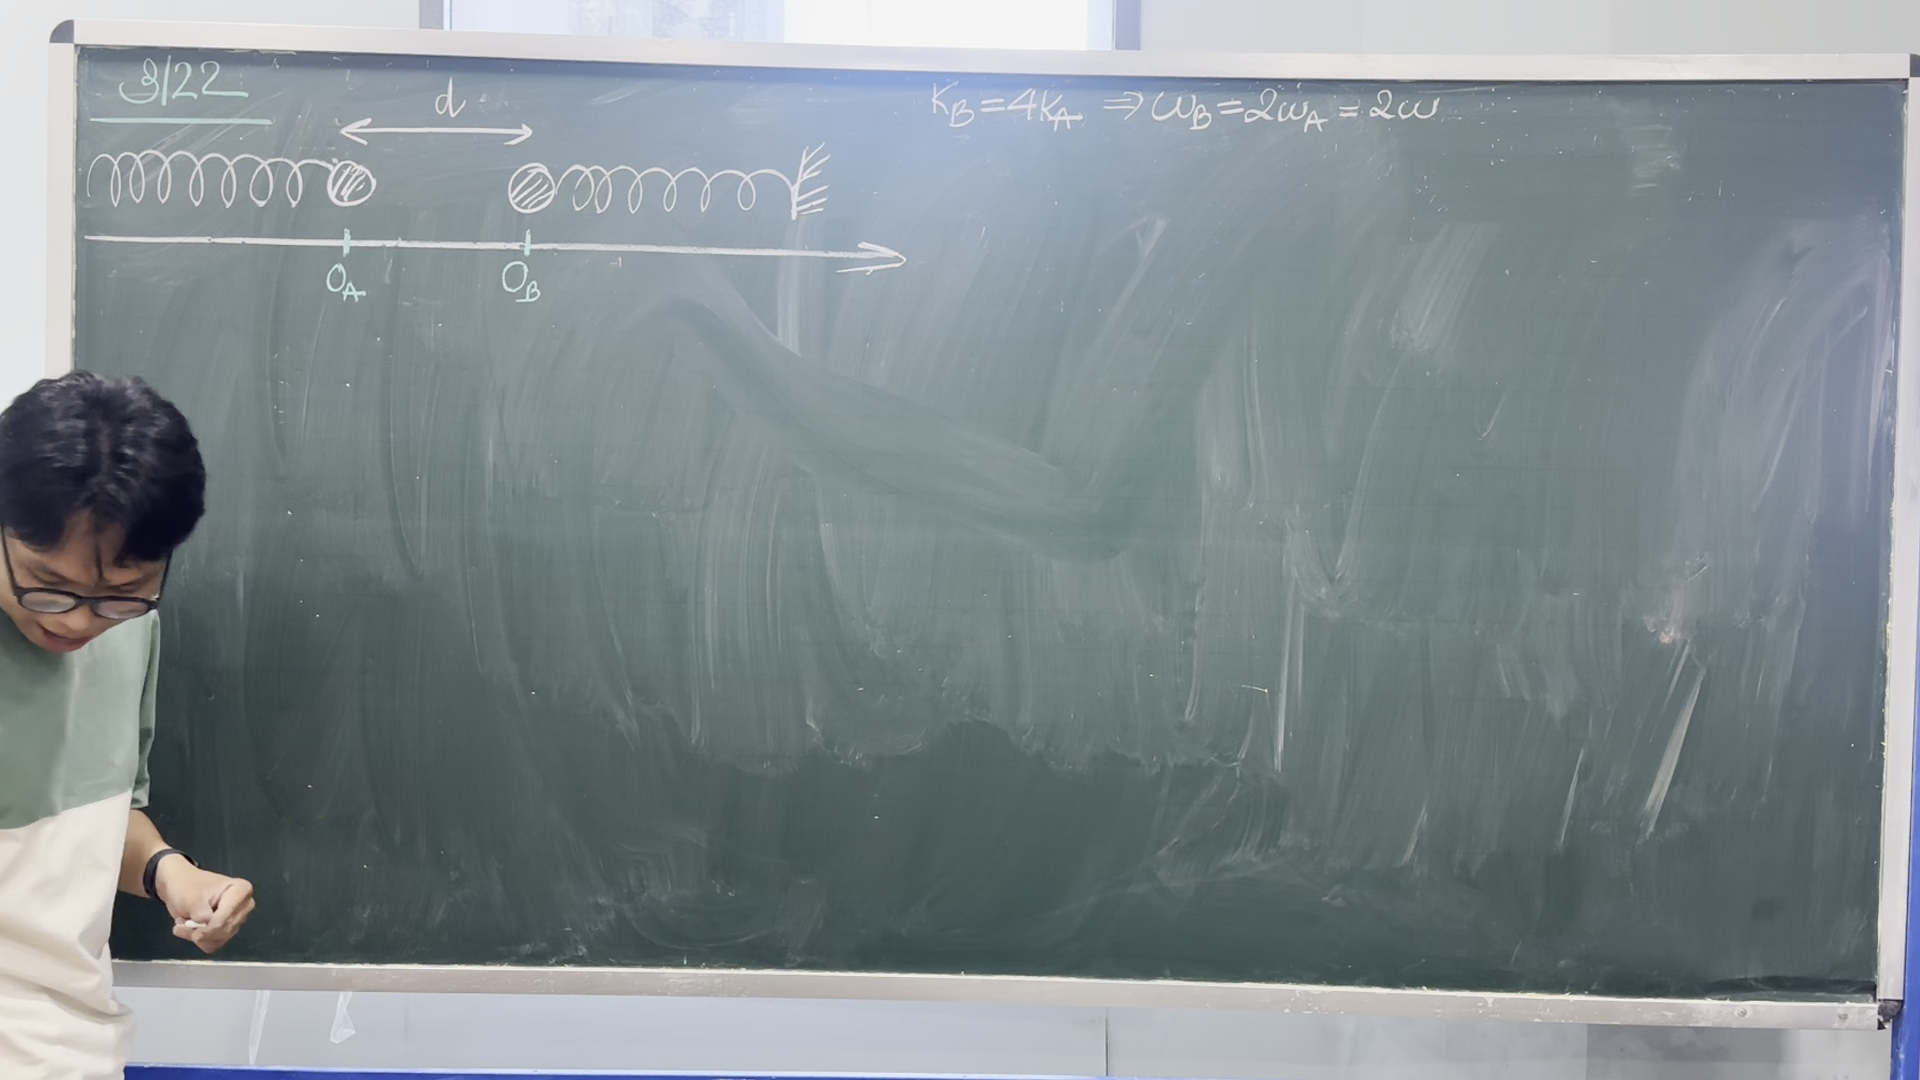 3/22
d
K_B = 4K_A ⇒ ω_B = 2ω_A = 2ω
O_A O_B